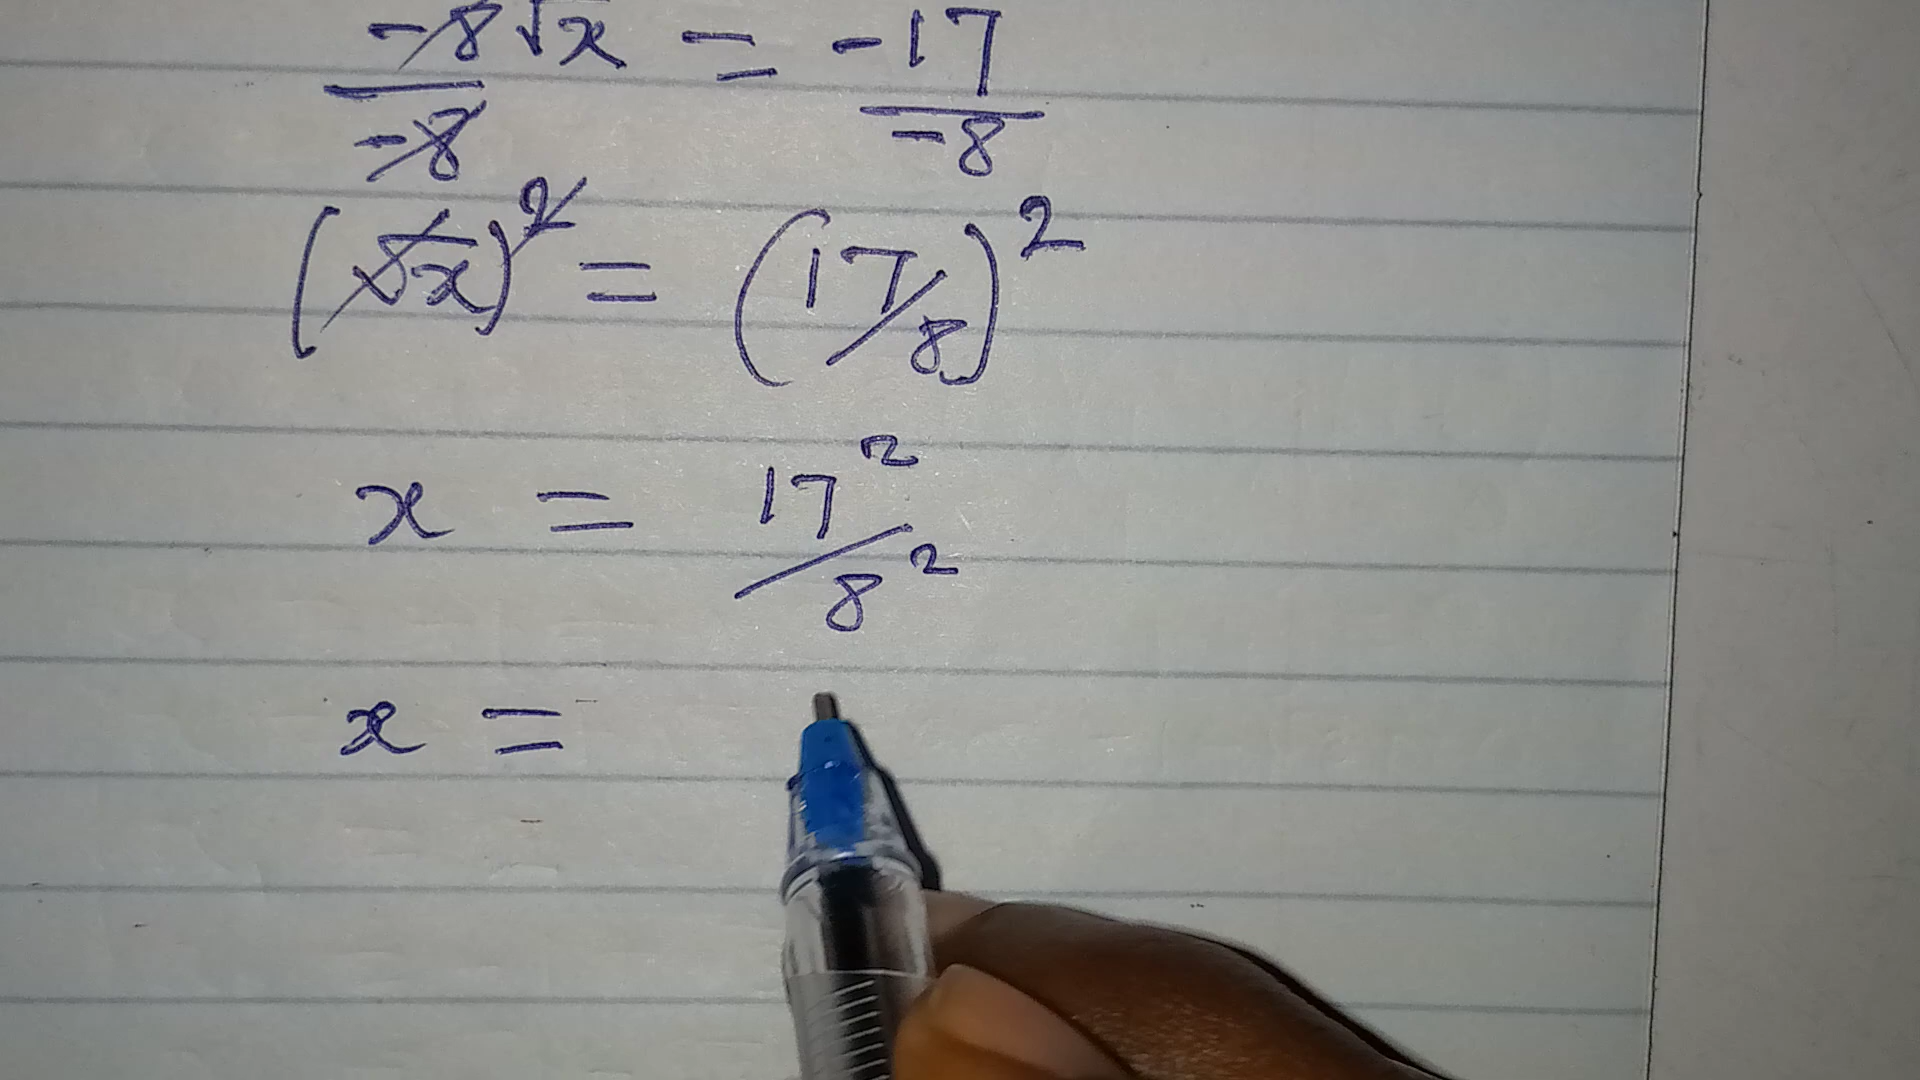 -8√x = -17
-8 -8
(√x)² = (17/8)²
x = 17²/8²
x =